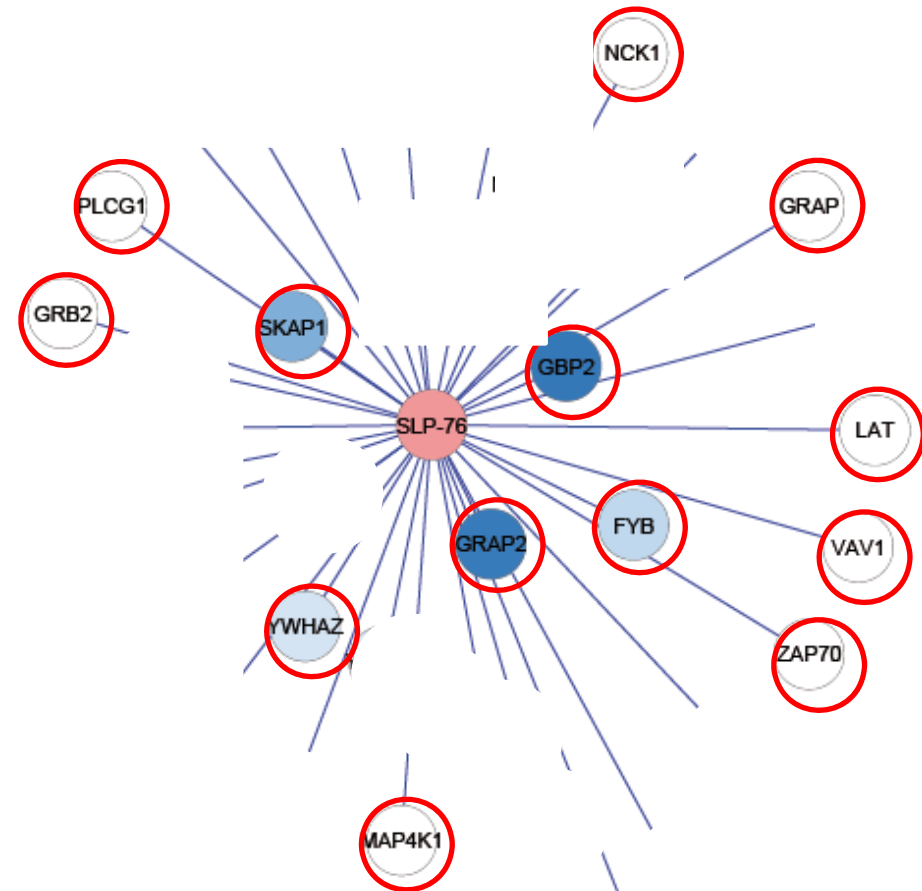 NCK1
PLCG1
GRAP
GRB2
SKAP1
GBP2
SLP-76
LAT
FYB
GRAP2
VAV1
YWHAZ
ZAP70
MAP4K1